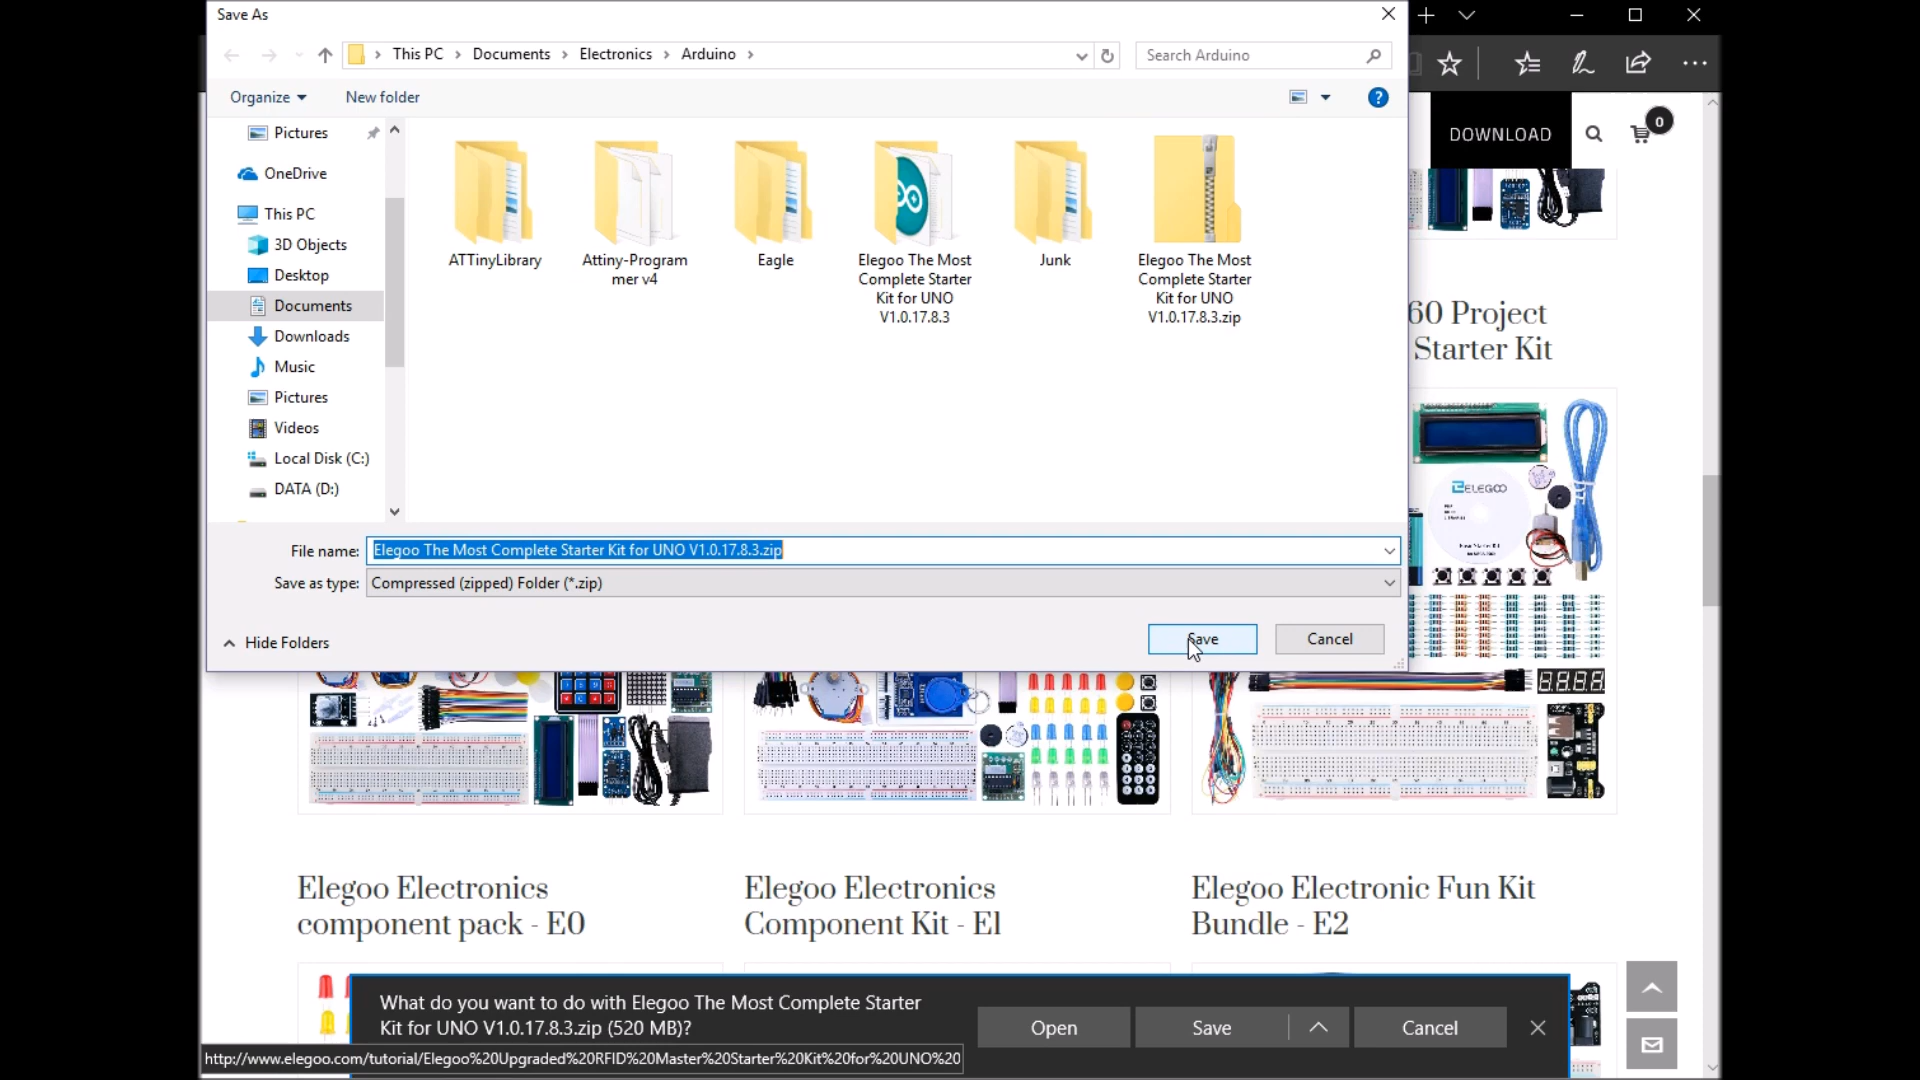 Save As
This PC
Documents
Electronics
Arduino
Search Arduino
Organize
New folder
?
Pictures
OneDrive
This PC
3D Objects
Desktop
Documents
Downloads
Music
Pictures
Videos
Local Disk (C:)
DATA (D:)
ATTinyLibrary
Attiny-Program
mer v4
Eagle
Elegoo The Most
Complete Starter
Kit for UNO
V1.0.17.8.3
Junk
Elegoo The Most
Complete Starter
Kit for UNO
V1.0.17.8.3.zip
File name:
Elegoo The Most Complete Starter Kit for UNO V1.0.17.8.3.zip
Save as type:
Compressed (zipped) Folder (*.zip)
Hide Folders
Save
Cancel
DOWNLOAD
0
60 Project
Starter Kit
ELEGOO
Elegoo Electronics
component pack - E0
Elegoo Electronics
Component Kit - E1
Elegoo Electronic Fun Kit
Bundle - E2
What do you want to do with Elegoo The Most Complete Starter
Kit for UNO V1.0.17.8.3.zip (520 MB)?
Open
Save
Cancel
http://www.elegoo.com/tutorial/Elegoo%20Upgraded%20RFID%20Master%20Starter%20Kit%20for%20UNO%20